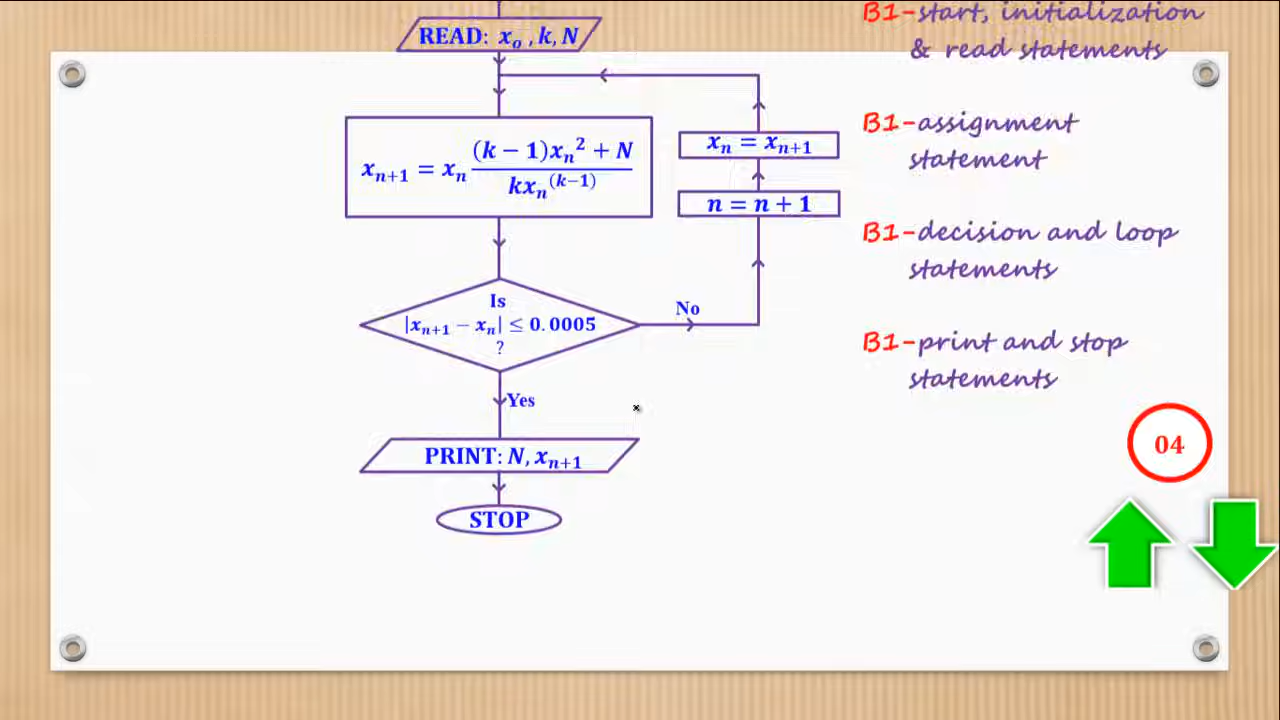 READ: xₒ, k, N
B1-start, initialization
& read statements
xₙ₊₁ = xₙ ((k − 1)xₙ² + N)/(kxₙ⁽ᵏ⁻¹⁾)
xₙ = xₙ₊₁
n = n + 1
B1-assignment
statement
B1-decision and loop
statements
Is
|xₙ₊₁ − xₙ| ≤ 0.0005
?
No
B1-print and stop
statements
Yes
PRINT: N, xₙ₊₁
STOP
04